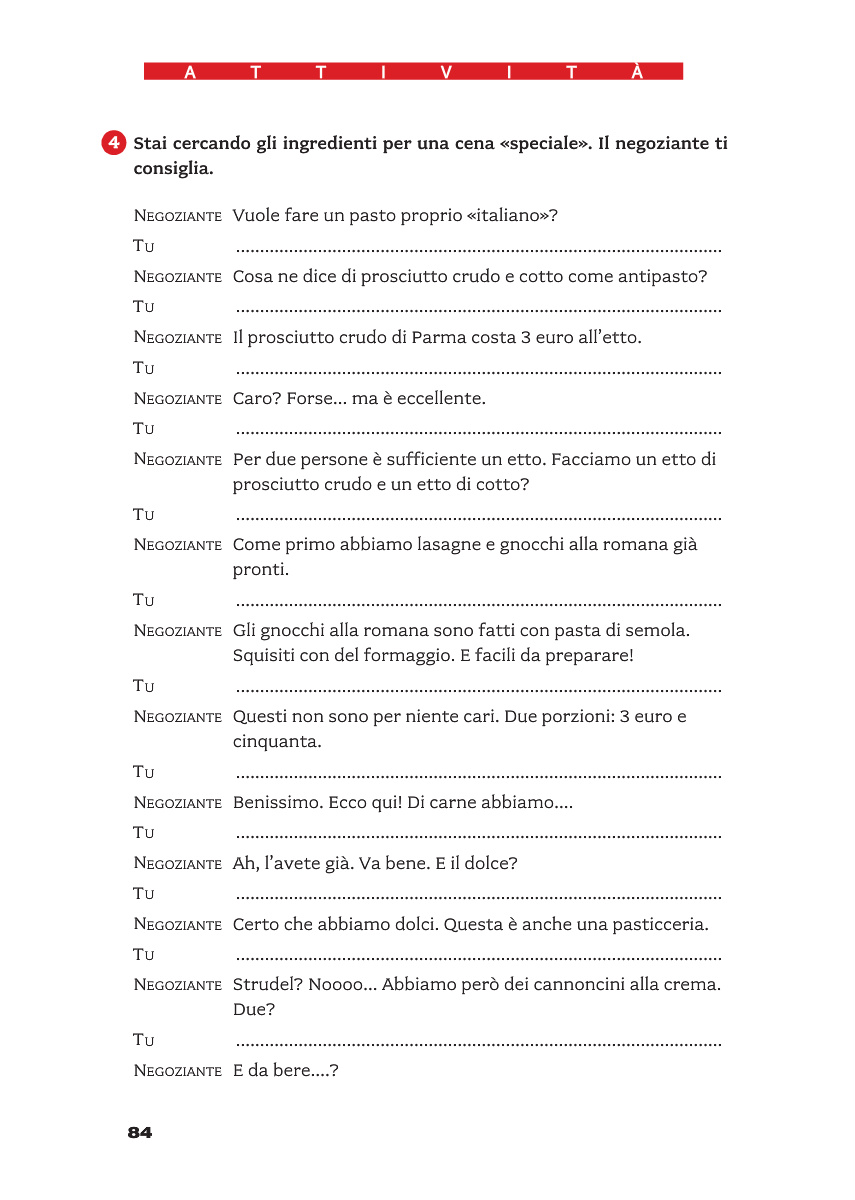 ATTIVITÀ
4 Stai cercando gli ingredienti per una cena «speciale». Il negoziante ti
consiglia.
Negoziante Vuole fare un pasto proprio «italiano»?
Tu ....................................................................................................
Negoziante Cosa ne dice di prosciutto crudo e cotto come antipasto?
Tu ....................................................................................................
Negoziante Il prosciutto crudo di Parma costa 3 euro all’etto.
Tu ....................................................................................................
Negoziante Caro? Forse... ma è eccellente.
Tu ....................................................................................................
Negoziante Per due persone è sufficiente un etto. Facciamo un etto di
prosciutto crudo e un etto di cotto?
Tu ....................................................................................................
Negoziante Come primo abbiamo lasagne e gnocchi alla romana già
pronti.
Tu ....................................................................................................
Negoziante Gli gnocchi alla romana sono fatti con pasta di semola.
Squisiti con del formaggio. E facili da preparare!
Tu ....................................................................................................
Negoziante Questi non sono per niente cari. Due porzioni: 3 euro e
cinquanta.
Tu ....................................................................................................
Negoziante Benissimo. Ecco qui! Di carne abbiamo....
Tu ....................................................................................................
Negoziante Ah, l’avete già. Va bene. E il dolce?
Tu ....................................................................................................
Negoziante Certo che abbiamo dolci. Questa è anche una pasticceria.
Tu ....................................................................................................
Negoziante Strudel? Noooo... Abbiamo però dei cannoncini alla crema.
Due?
Tu ....................................................................................................
Negoziante E da bere....?
84